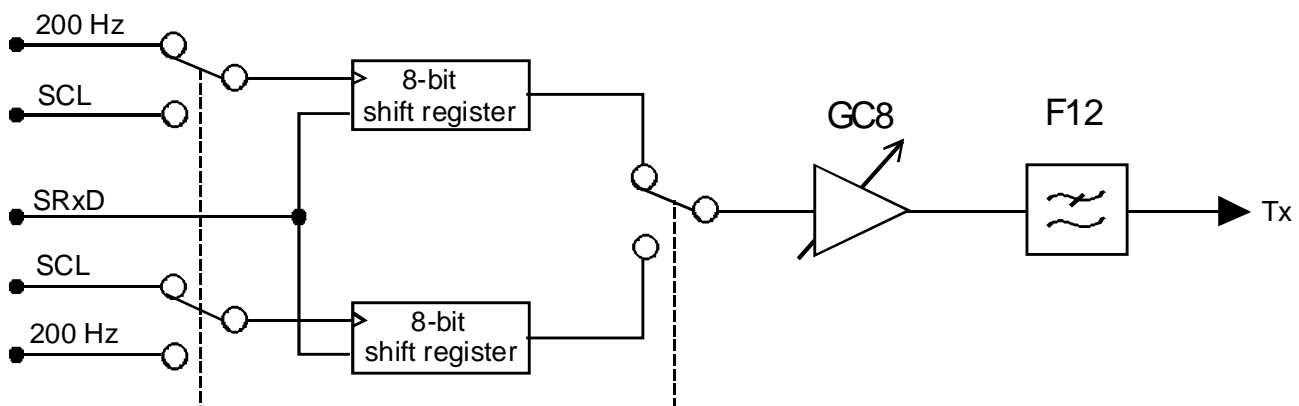 200 Hz
SCL
SRxD
SCL
200 Hz
8-bit
shift register
8-bit
shift register
GC8
F12
Tx